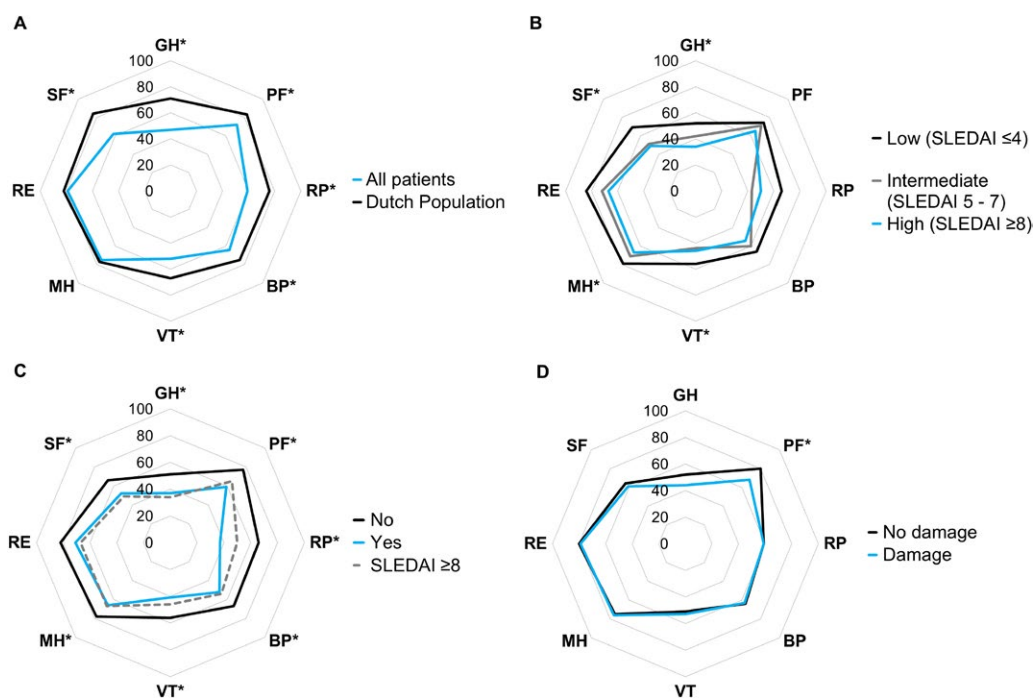 A
GH*
100
80
60
40
20
0
SF*
PF*
RE
RP*
MH
BP*
VT*
All patients
Dutch Population
B
GH*
100
80
60
40
20
0
SF*
PF
RE
RP
MH*
BP
VT*
Low (SLEDAI ≤4)
Intermediate
(SLEDAI 5 - 7)
High (SLEDAI ≥8)
C
GH*
100
80
60
40
20
0
SF*
PF*
RE
RP*
MH*
BP*
VT*
No
Yes
SLEDAI ≥8
D
GH
100
80
60
40
20
0
SF
PF*
RE
RP
MH
BP
VT
No damage
Damage